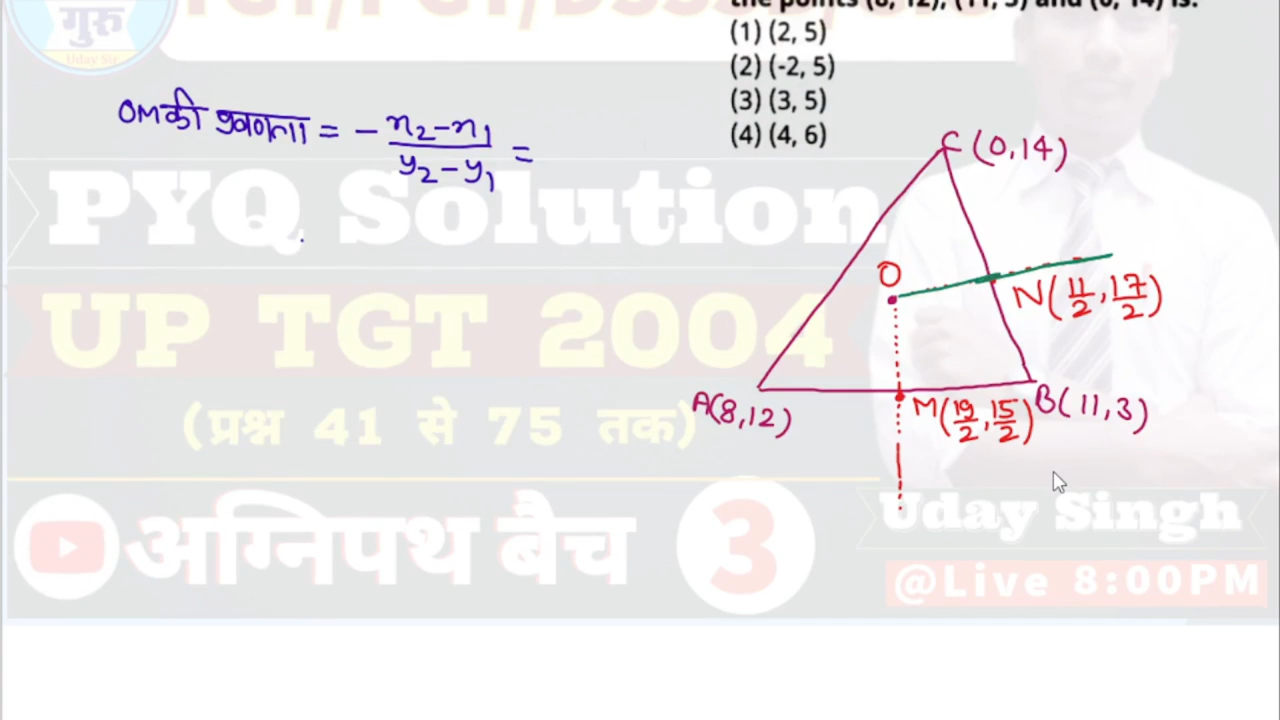 गुरु
Uday Sir
the points (8, 12), (11, 3) and (0, 14) is:
(1) (2, 5)
(2) (-2, 5)
(3) (3, 5)
(4) (4, 6)
OM की प्रवणता = - x₂-x₁ / y₂-y₁ =
C (0,14)
PYQ Solution
O
N(11/2, 17/2)
UP TGT 2004
A(8,12)
M(19/2, 15/2)
B(11,3)
(प्रश्न 41 से 75 तक)
Uday Singh
अग्निपथ बैच 3
@Live 8:00PM